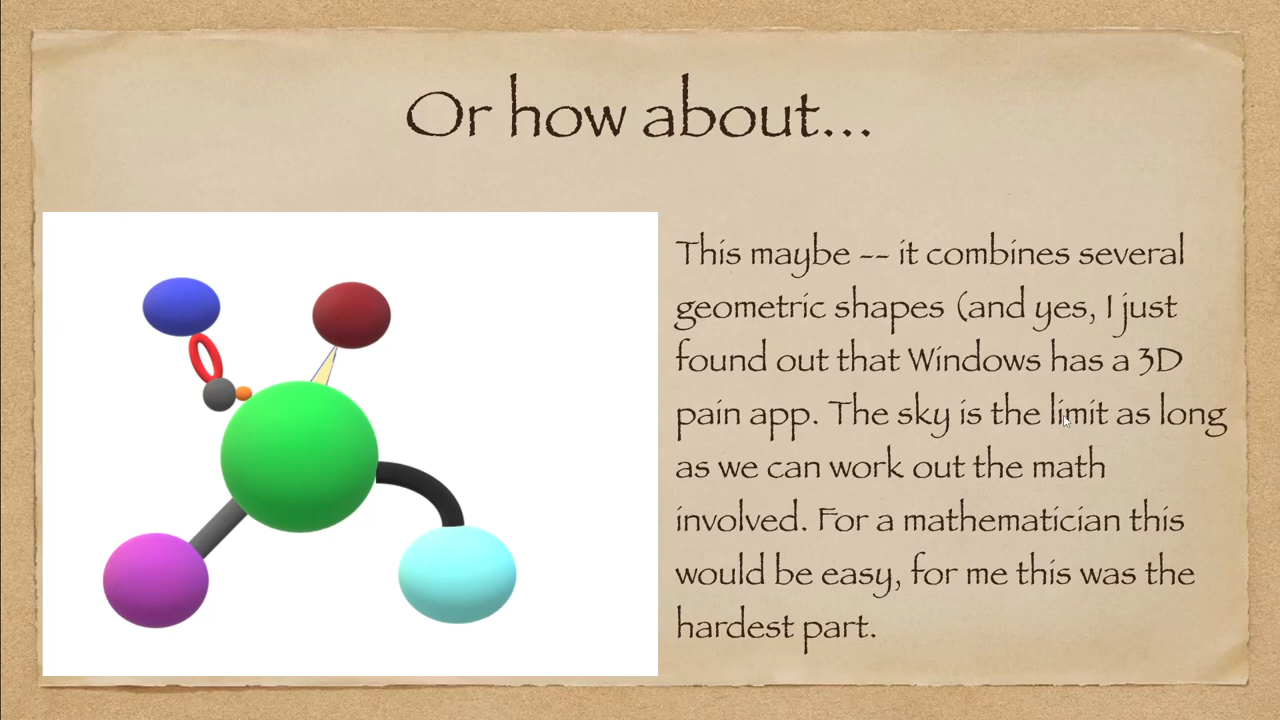 Or how about...
This maybe -- it combines several
geometric shapes (and yes, I just
found out that Windows has a 3D
pain app. The sky is the limit as long
as we can work out the math
involved. For a mathematician this
would be easy, for me this was the
hardest part.